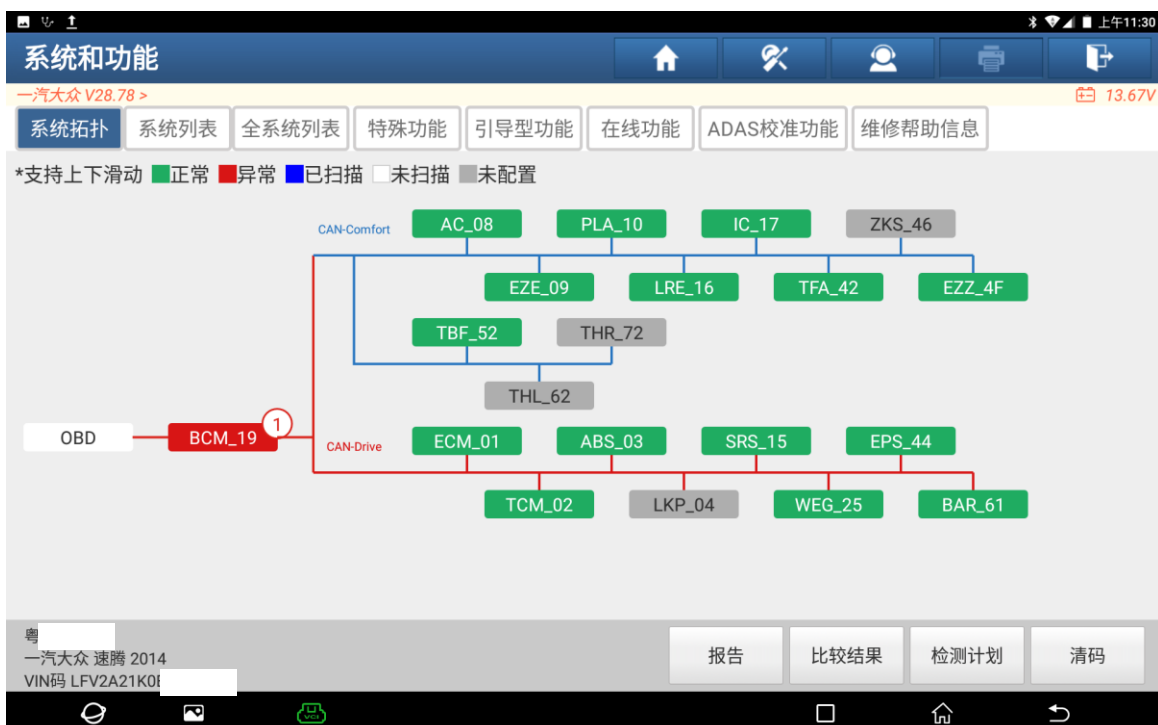 上午11:30
系统和功能
一汽大众 V28.78 >
13.67V
系统拓扑 系统列表 全系统列表 特殊功能 引导型功能 在线功能 ADAS校准功能 维修帮助信息
*支持上下滑动 正常 异常 已扫描 未扫描 未配置
CAN-Comfort AC_08 PLA_10 IC_17 ZKS_46
EZE_09 LRE_16 TFA_42 EZZ_4F
TBF_52 THR_72
THL_62
OBD BCM_19 1 CAN-Drive ECM_01 ABS_03 SRS_15 EPS_44
TCM_02 LKP_04 WEG_25 BAR_61
粤
一汽大众 速腾 2014
VIN码 LFV2A21K0
报告 比较结果 检测计划 清码
VCI